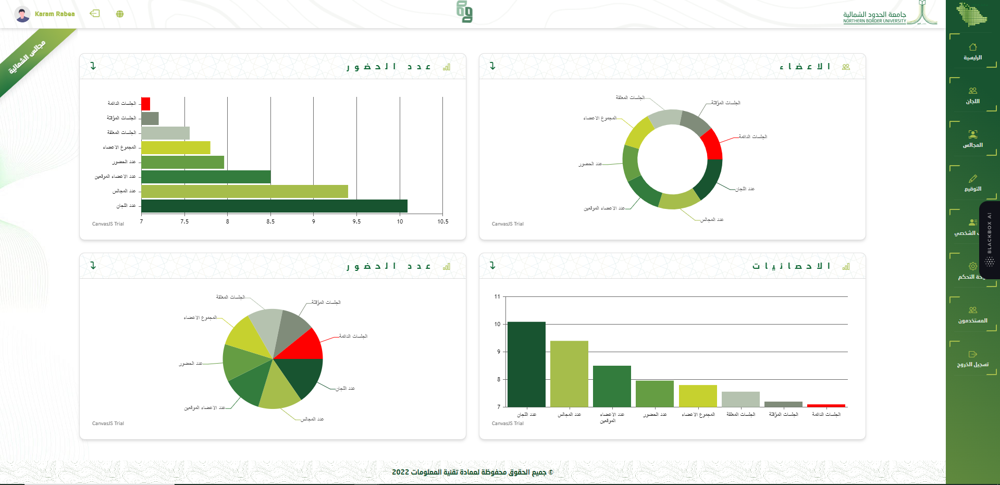 Karam Rabea
جامعة الحدود الشمالية
NORTHERN BORDER UNIVERSITY
مجالس الشمالية
الرئيسية
اللجان
المجالس
التوقيع
الشخصي
التحكم
المستخدمون
تسجيل الخروج
BLACKBOX AI
الاعضاء
الجلسات المعلقة
الجلسات المؤقتة
المجموع الاعضاء
الجلسات الدائمة
عدد الحضور
عدد اللجان
عدد الاعضاء الموقعين
عدد المجالس
CanvasJS Trial
عدد الحضور
الجلسات الدائمة
الجلسات المؤقتة
الجلسات المعلقة
المجموع الاعضاء
عدد الحضور
عدد الاعضاء الموقعين
عدد المجالس
عدد اللجان
7 7.5 8 8.5 9 9.5 10 10.5
CanvasJS Trial
الاحصائيات
11
10
9
8
7
عدد اللجان
عدد المجالس
عدد الاعضاء
الموقعين
عدد الحضور
المجموع الاعضاء
الجلسات المعلقة
الجلسات المؤقتة
الجلسات الدائمة
CanvasJS Trial
عدد الحضور
الجلسات المعلقة
الجلسات المؤقتة
المجموع الاعضاء
الجلسات الدائمة
عدد الحضور
عدد اللجان
عدد الاعضاء الموقعين
عدد المجالس
CanvasJS Trial
© جميع الحقوق محفوظة لعمادة تقنية المعلومات 2022